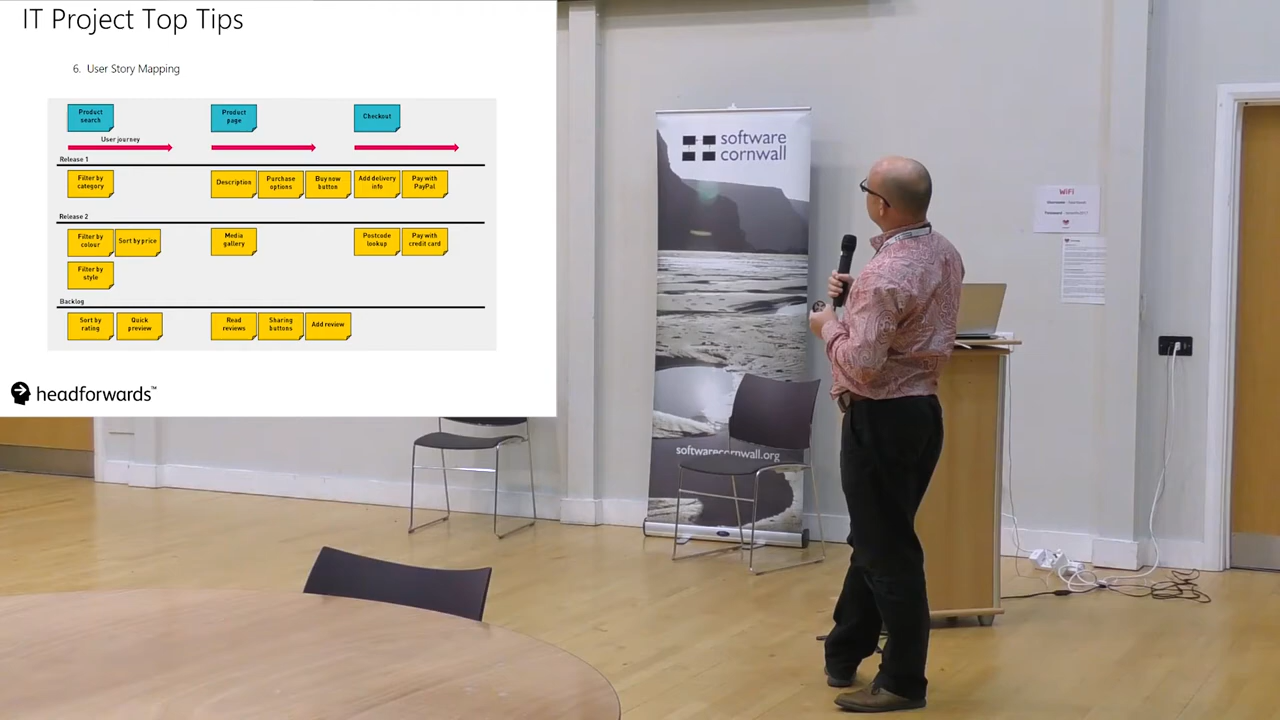 IT Project Top Tips
6. User Story Mapping
Product
search
Product
page
Checkout
User journey
Release 1
Filter by
category
Description
Purchase
options
Buy now
button
Add delivery
info
Pay with
PayPal
Release 2
Filter by
colour
Sort by price
Media
gallery
Postcode
lookup
Pay with
credit card
Filter by
style
Backlog
Sort by
rating
Quick
preview
Read
reviews
Sharing
buttons
Add review
headforwards™
software
cornwall
softwarecornwall.org
WiFi